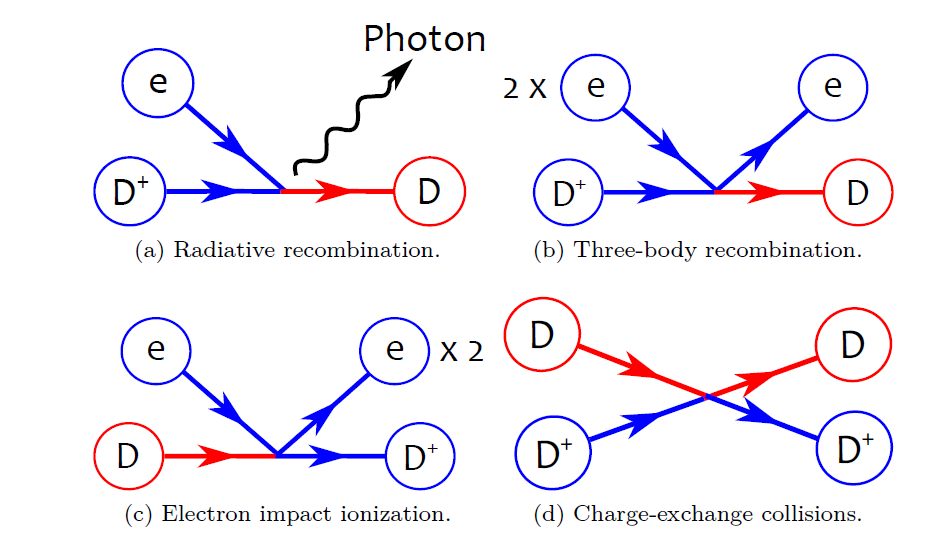 Photon
e
D⁺
D
(a) Radiative recombination.
2 X
e
e
D⁺
D
(b) Three-body recombination.
e
e
X 2
D
D⁺
(c) Electron impact ionization.
D
D
D⁺
D⁺
(d) Charge-exchange collisions.